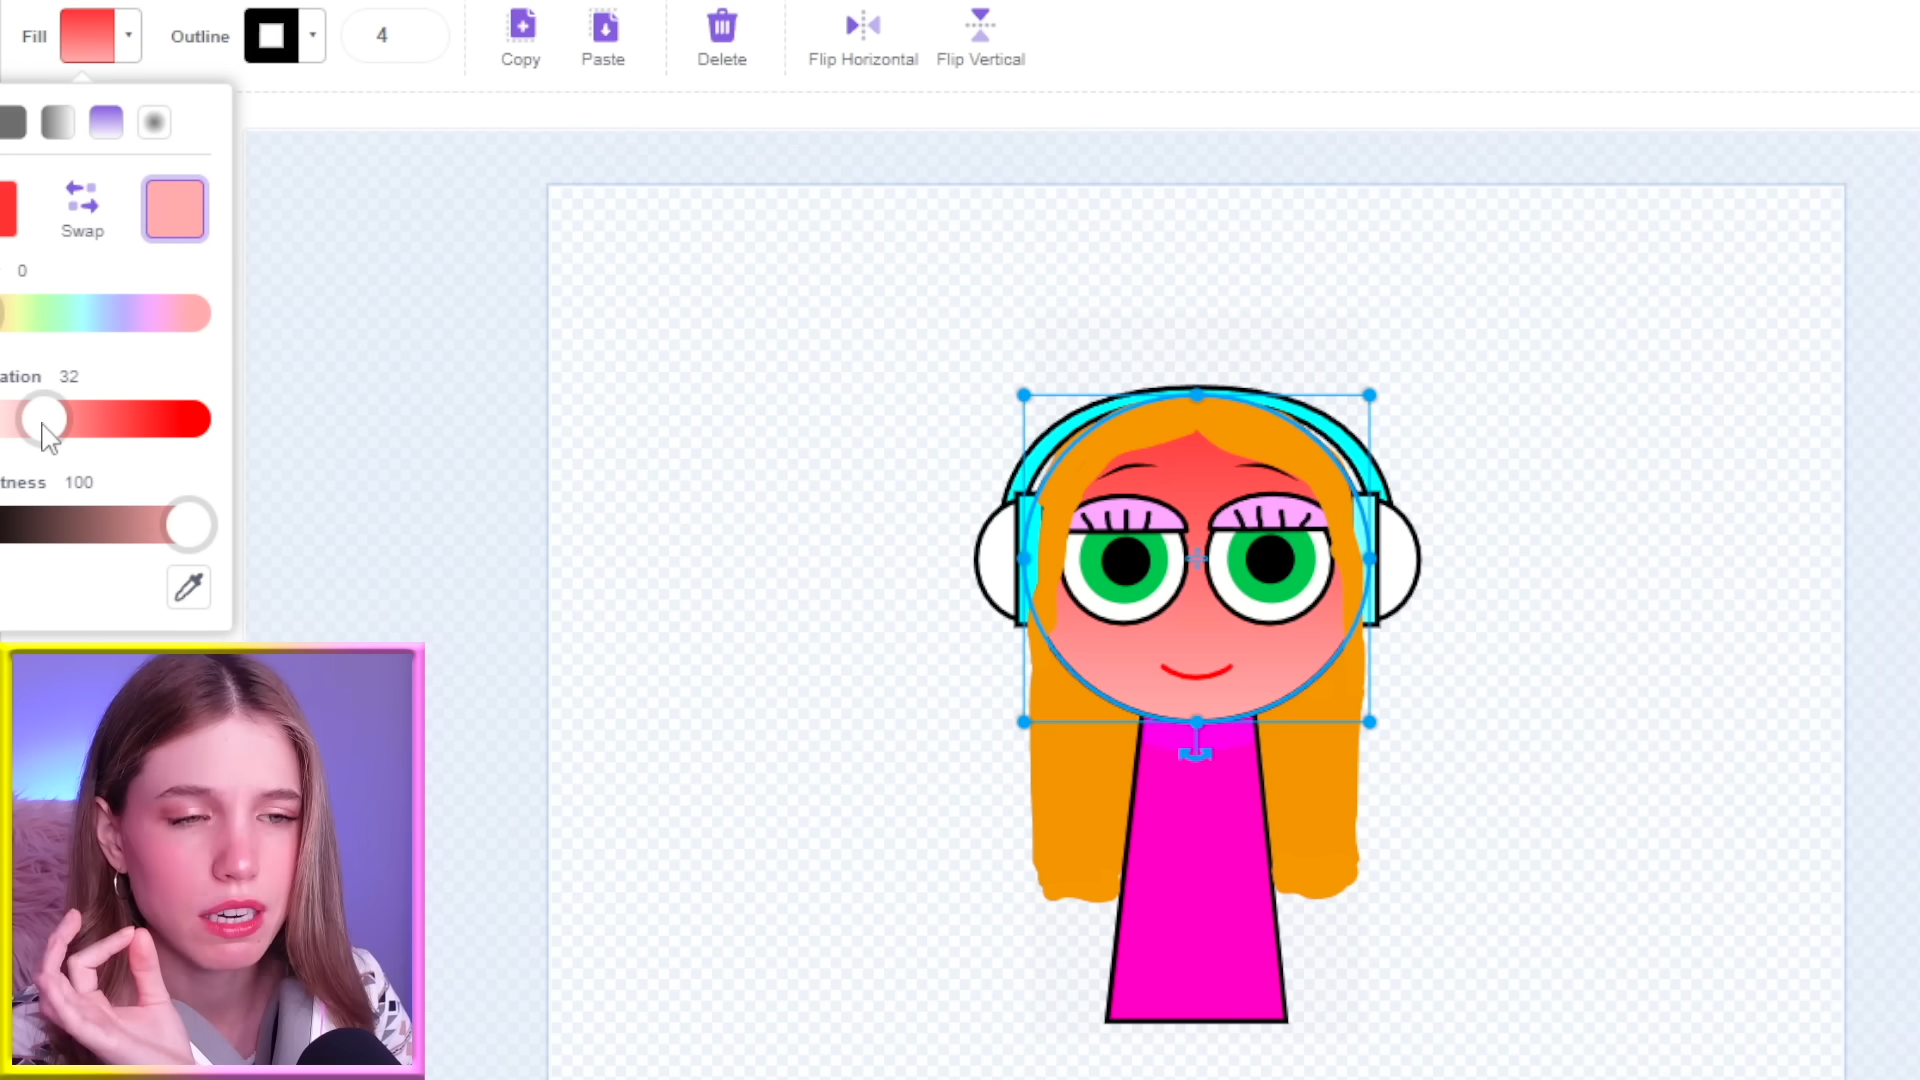 Fill
Outline
4
Copy
Paste
Delete
Flip Horizontal
Flip Vertical
Swap
0
ation 32
tness 100